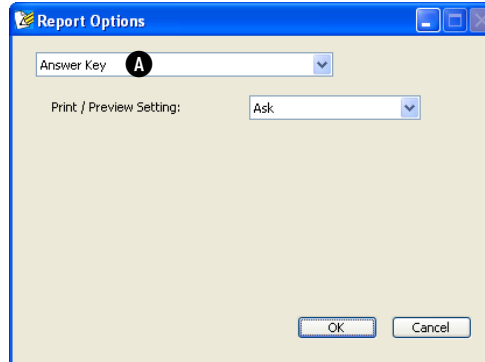 Report Options
Answer Key A
Print / Preview Setting: Ask
OK Cancel